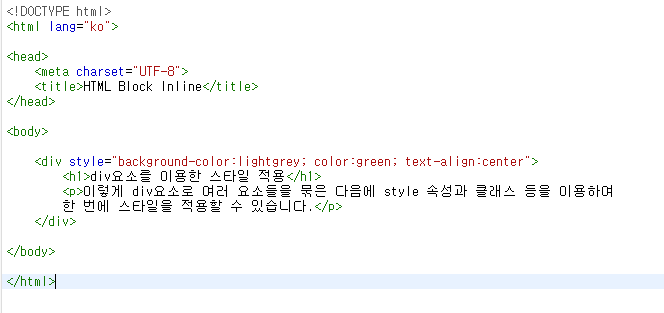 <!DOCTYPE html>
<html lang="ko">
<head>
<meta charset="UTF-8">
<title>HTML Block Inline</title>
</head>
<body>
<div style="background-color:lightgrey; color:green; text-align:center">
<h1>div요소를 이용한 스타일 적용</h1>
<p>이렇게 div요소로 여러 요소들을 묶은 다음에 style 속성과 클래스 등을 이용하여
한 번에 스타일을 적용할 수 있습니다.</p>
</div>
</body>
</html>